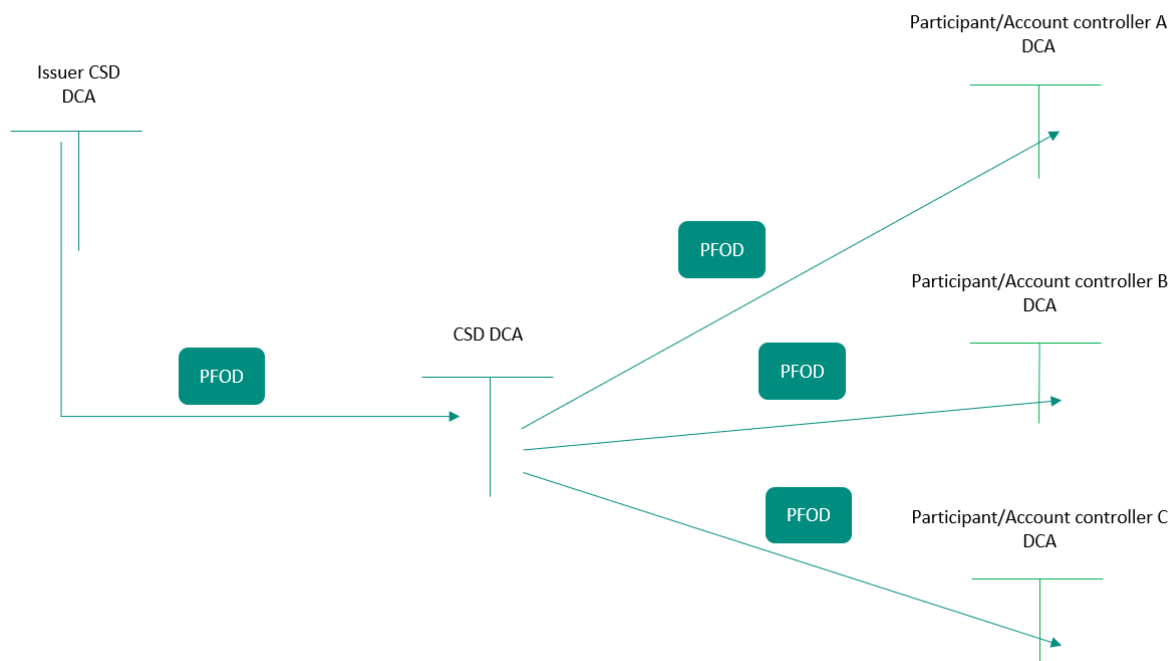 Participant/Account controller A
DCA
Issuer CSD
DCA
PFOD
Participant/Account controller B
DCA
CSD DCA
PFOD
PFOD
Participant/Account controller C
DCA
PFOD